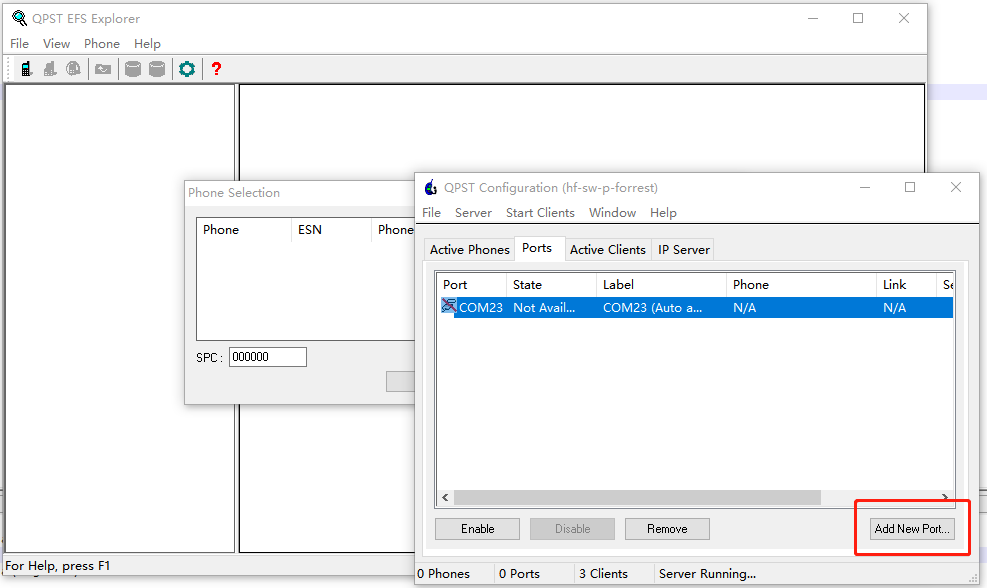 QPST EFS Explorer
File View Phone Help
?
Phone Selection
Phone ESN Phone
SPC : 000000
QPST Configuration (hf-sw-p-forrest)
File Server Start Clients Window Help
Active Phones Ports Active Clients IP Server
Port State Label Phone Link Se
COM23 Not Avail... COM23 (Auto a... N/A N/A
Enable Disable Remove Add New Port...
0 Phones 0 Ports 3 Clients Server Running...
For Help, press F1